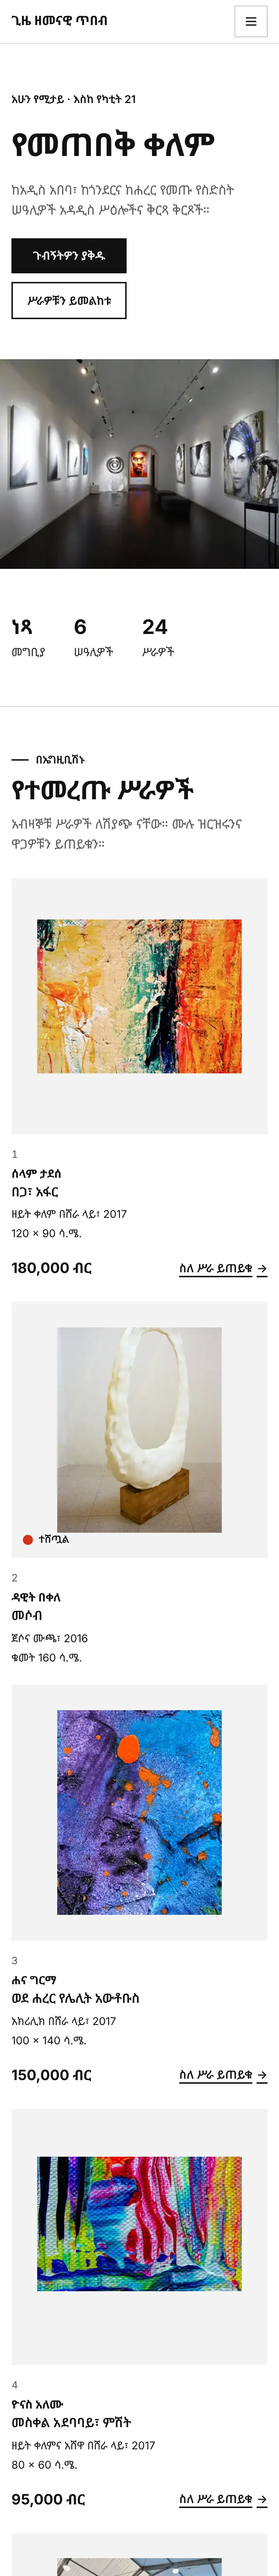 ጊዜ ዘመናዊ ጥበብ
አሁን የሚታይ · እስከ የካቲት 21
የመጠበቅ ቀለም
ከአዲስ አበባ፣ ከጎንደርና ከሐረር የመጡ የስድስት
ሠዓሊዎች አዳዲስ ሥዕሎችና ቅርጻ ቅርጾች።
ጉብኝትዎን ያቅዱ
ሥራዎቹን ይመልከቱ
ነጻ
መግቢያ
6
ሠዓሊዎች
24
ሥራዎች
በኤግዚቢሽኑ
የተመረጡ ሥራዎች
አብዛኞቹ ሥራዎች ለሽያጭ ናቸው። ሙሉ ዝርዝሩንና
ዋጋዎቹን ይጠይቁን።
1
ሰላም ታደሰ
በጋ፣ አፋር
ዘይት ቀለም በሸራ ላይ፣ 2017
120 × 90 ሳ.ሜ.
180,000 ብር
ስለ ሥራ ይጠይቁ →
ተሸጧል
2
ዳዊት በቀለ
መሶብ
ጀሶና ሙጫ፣ 2016
ቁመት 160 ሳ.ሜ.
3
ሐና ግርማ
ወደ ሐረር የሌሊት አውቶቡስ
አክሪሊክ በሸራ ላይ፣ 2017
100 × 140 ሳ.ሜ.
150,000 ብር
ስለ ሥራ ይጠይቁ →
4
ዮናስ አለሙ
መስቀል አደባባይ፣ ምሽት
ዘይት ቀለምና አሸዋ በሸራ ላይ፣ 2017
80 × 60 ሳ.ሜ.
95,000 ብር
ስለ ሥራ ይጠይቁ →